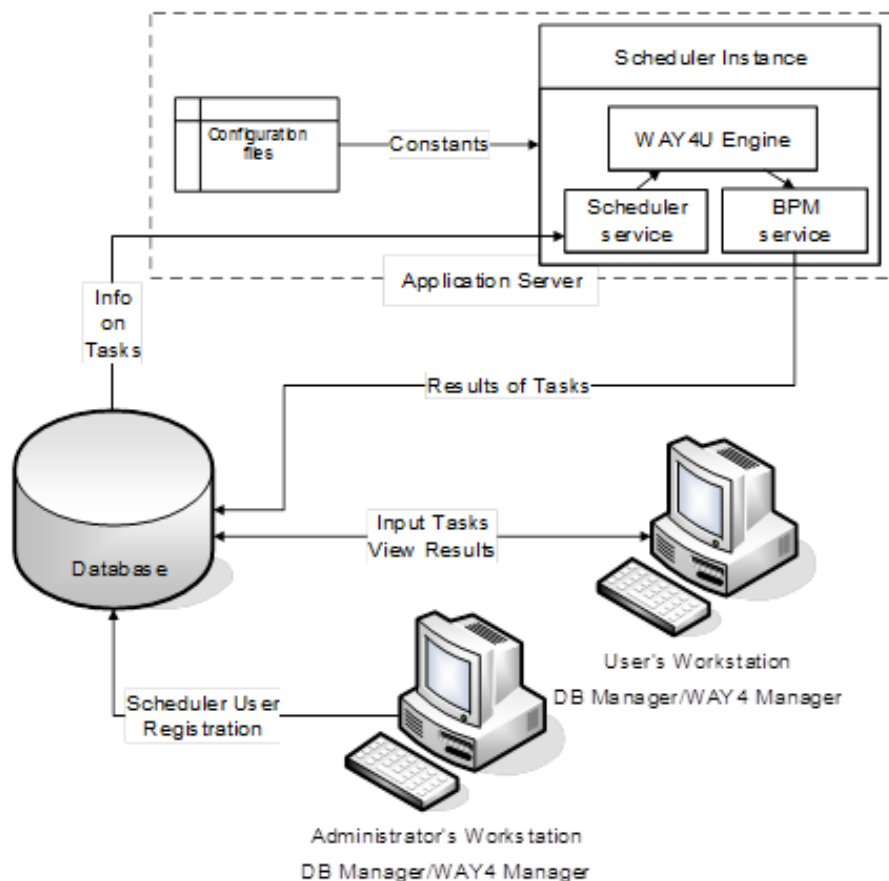 Scheduler Instance
Configuration
files
Constants
WAY4U Engine
Scheduler
service
BPM
service
Application Server
Info
on
Tasks
Results of Tasks
Input Tasks
View Results
Database
User's Workstation
DB Manager/WAY4 Manager
Scheduler User
Registration
Administrator's Workstation
DB Manager/WAY4 Manager